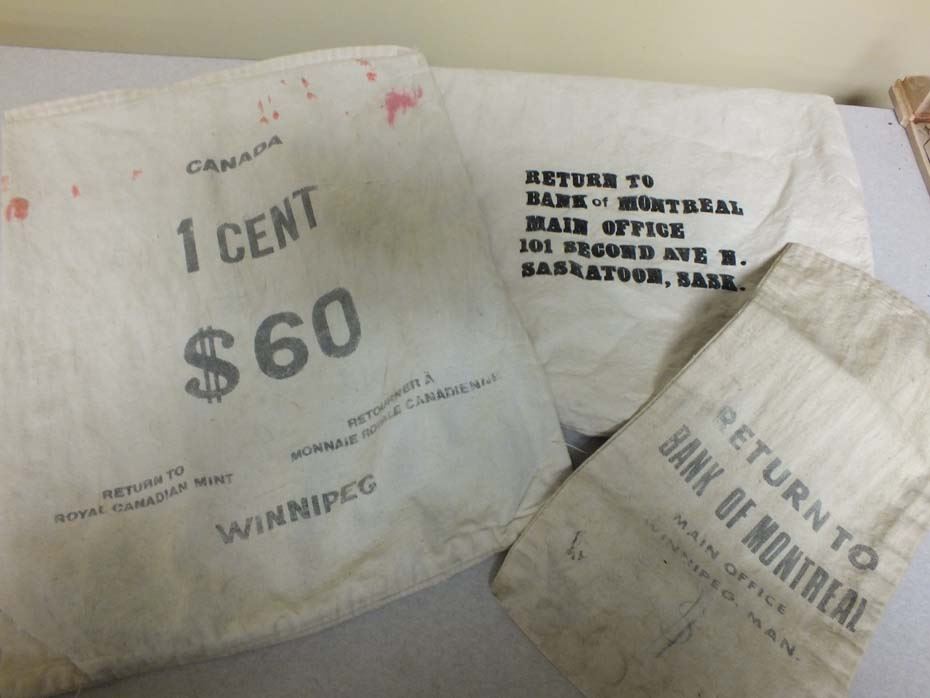 CANADA
1 CENT
$60
RETURN TO
ROYAL CANADIAN MINT
RETOURNER À
MONNAIE ROYALE CANADIENNE
WINNIPEG
RETURN TO
BANK of MONTREAL
MAIN OFFICE
101 SECOND AVE N.
SASKATOON, SASK.
RETURN TO
BANK OF MONTREAL
MAIN OFFICE
WINNIPEG, MAN.